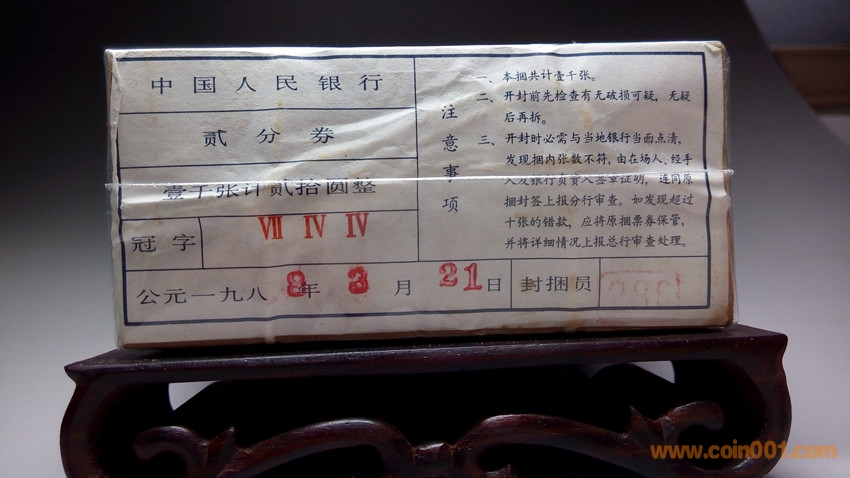 中国人民银行
贰分券
壹千张计贰拾圆整
冠字 VII IV IV
公元一九八8年3月21日 封捆员 286
注意事项
一、本捆共计壹千张。
二、开封前先检查有无破损可疑，无疑
后再拆。
三、开封时必需与当地银行当面点清，
发现捆内张数不符，由在场人、经手
人及银行负责人签章证明，连同原
捆封签上报分行审查。如发现超过
十张的错款，应将原捆票券保管，
并将详细情况上报总行审查处理。
www.coin001.com